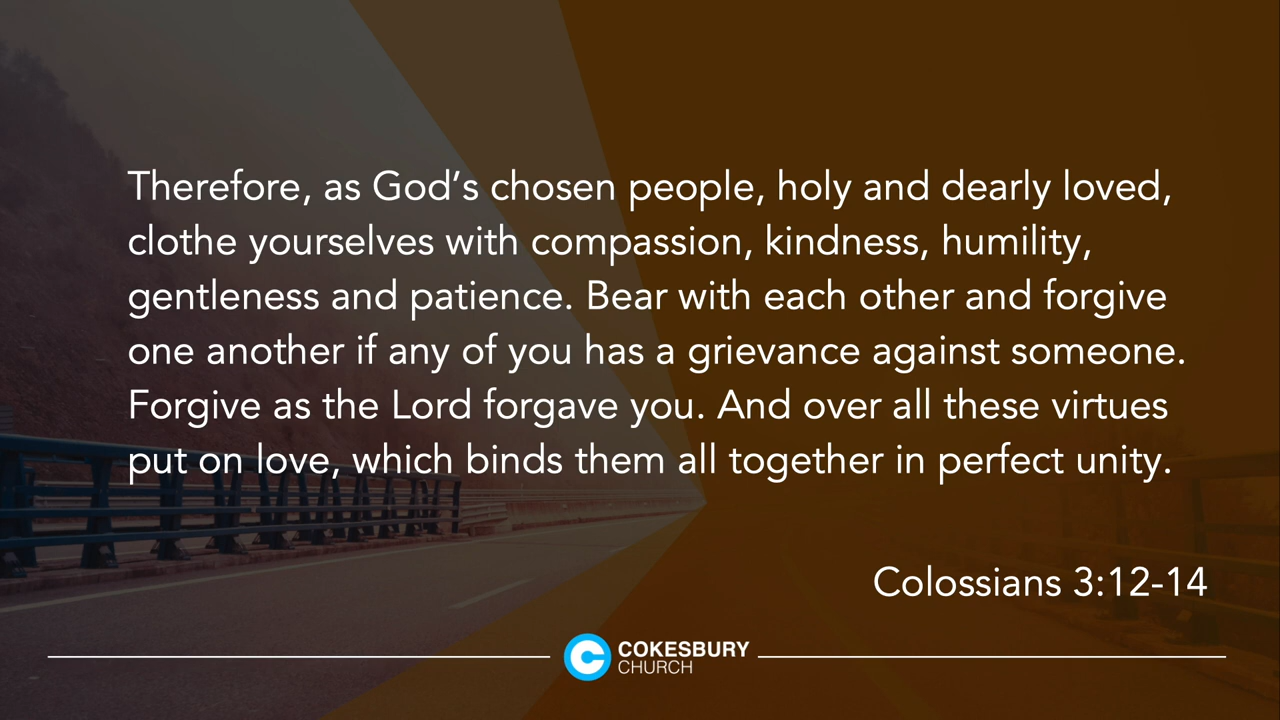 Therefore, as God’s chosen people, holy and dearly loved,
clothe yourselves with compassion, kindness, humility,
gentleness and patience. Bear with each other and forgive
one another if any of you has a grievance against someone.
Forgive as the Lord forgave you. And over all these virtues
put on love, which binds them all together in perfect unity.
Colossians 3:12-14
COKESBURY
CHURCH